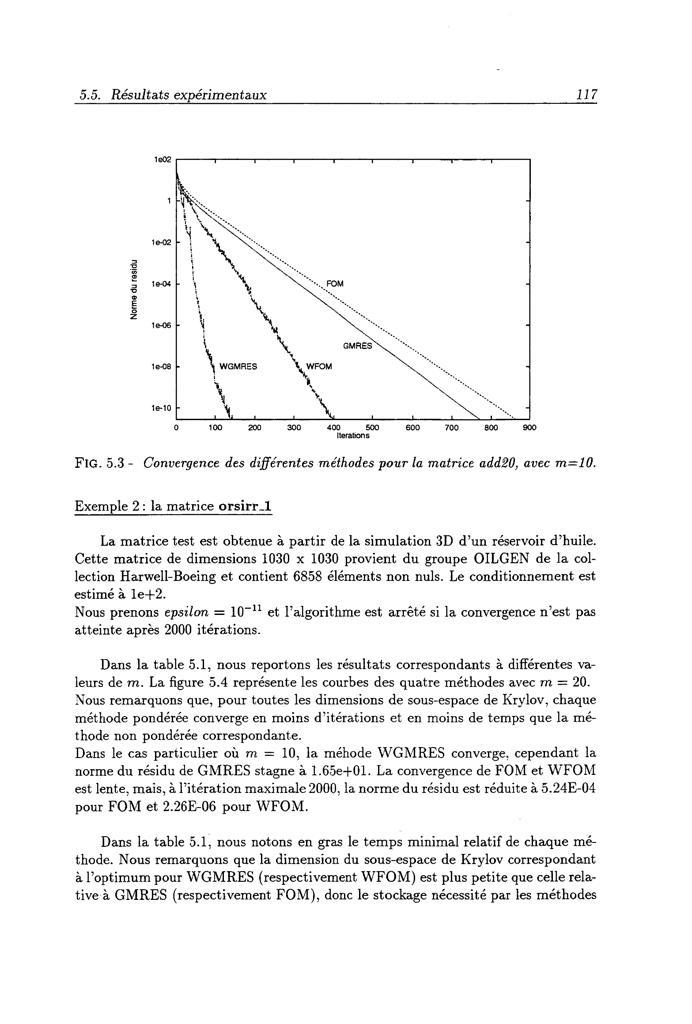 5.5. Résultats expérimentaux 117
1e02
1
1e-02
1e-04
1e-06
1e-08
1e-10
Norme du residu
FOM
GMRES
WGMRES
WFOM
0 100 200 300 400 500 600 700 800 900
Iterations
FIG. 5.3 - Convergence des différentes méthodes pour la matrice add20, avec m=10.
Exemple 2 : la matrice orsirr_1
La matrice test est obtenue à partir de la simulation 3D d'un réservoir d'huile.
Cette matrice de dimensions 1030 x 1030 provient du groupe OILGEN de la col-
lection Harwell-Boeing et contient 6858 éléments non nuls. Le conditionnement est
estimé à 1e+2.
Nous prenons epsilon = 10⁻¹¹ et l'algorithme est arrêté si la convergence n'est pas
atteinte après 2000 itérations.
Dans la table 5.1, nous reportons les résultats correspondants à différentes va-
leurs de m. La figure 5.4 représente les courbes des quatre méthodes avec m = 20.
Nous remarquons que, pour toutes les dimensions de sous-espace de Krylov, chaque
méthode pondérée converge en moins d'itérations et en moins de temps que la mé-
thode non pondérée correspondante.
Dans le cas particulier où m = 10, la méhode WGMRES converge, cependant la
norme du résidu de GMRES stagne à 1.65e+01. La convergence de FOM et WFOM
est lente, mais, à l'itération maximale 2000, la norme du résidu est réduite à 5.24E-04
pour FOM et 2.26E-06 pour WFOM.
Dans la table 5.1, nous notons en gras le temps minimal relatif de chaque mé-
thode. Nous remarquons que la dimension du sous-espace de Krylov correspondant
à l'optimum pour WGMRES (respectivement WFOM) est plus petite que celle rela-
tive à GMRES (respectivement FOM), donc le stockage nécessité par les méthodes